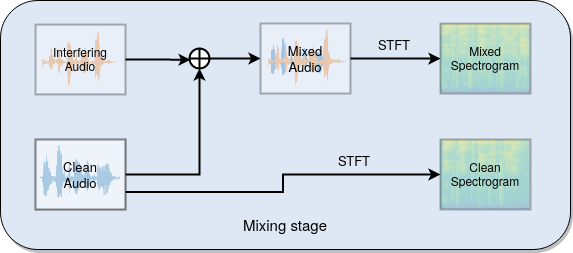 Interfering
Audio
Mixed
Audio
STFT
Mixed
Spectrogram
Clean
Audio
STFT
Clean
Spectrogram
Mixing stage